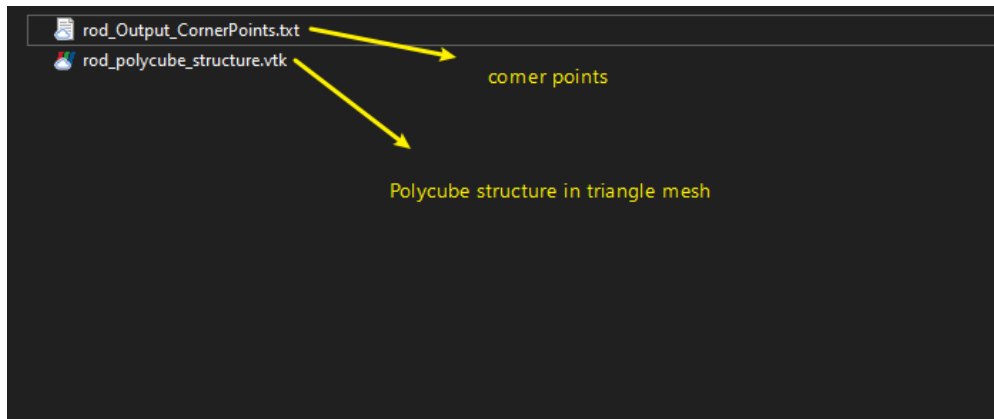 rod_Output_CornerPoints.txt
rod_polycube_structure.vtk
corner points
Polycube structure in triangle mesh